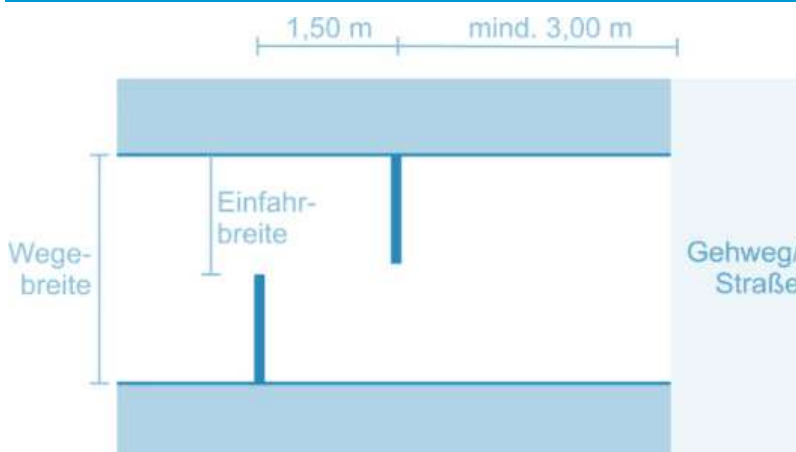 1,50 m
mind. 3,00 m
Einfahr-
breite
Wege-
breite
Gehweg/
Straße